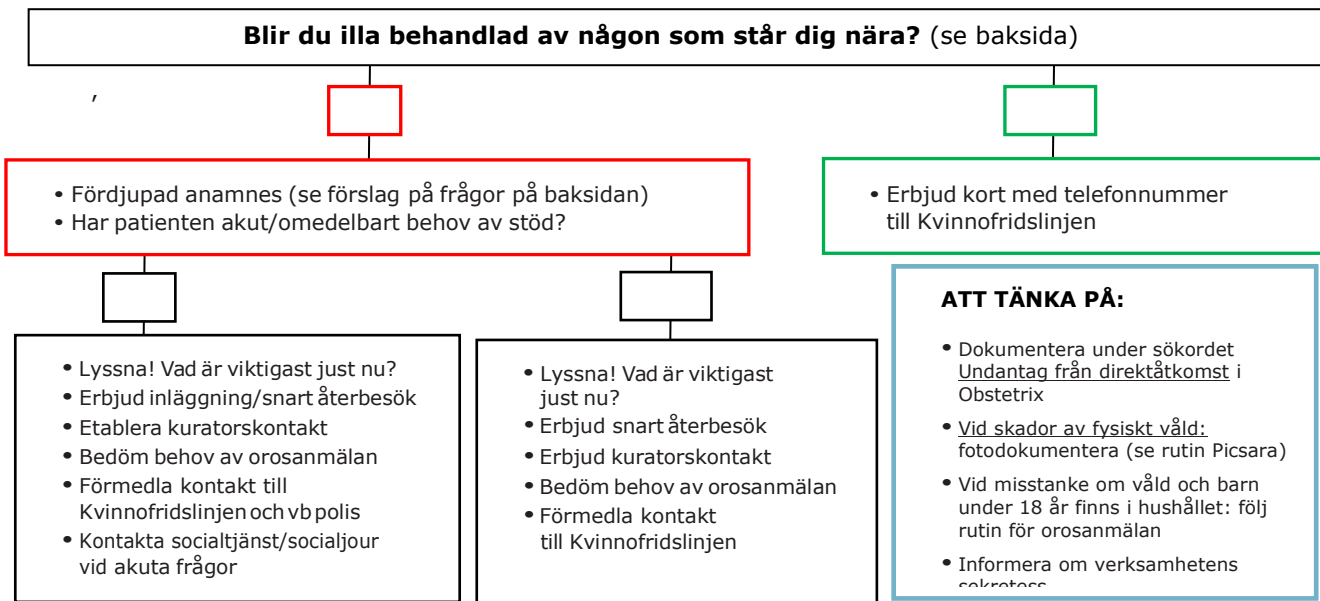 Blir du illa behandlad av någon som står dig nära? (se baksida)
,
• Fördjupad anamnes (se förslag på frågor på baksidan)
• Har patienten akut/omedelbart behov av stöd?
• Erbjud kort med telefonnummer
till Kvinnofridslinjen
• Lyssna! Vad är viktigast just nu?
• Erbjud inläggning/snart återbesök
• Etablera kuratorskontakt
• Bedöm behov av orosanmälan
• Förmedla kontakt till
Kvinnofridslinjen och vb polis
• Kontakta socialtjänst/socialjour
vid akuta frågor
• Lyssna! Vad är viktigast
just nu?
• Erbjud snart återbesök
• Erbjud kuratorskontakt
• Bedöm behov av orosanmälan
• Förmedla kontakt
till Kvinnofridslinjen
ATT TÄNKA PÅ:
• Dokumentera under sökordet
Undantag från direktåtkomst i
Obstetrix
• Vid skador av fysiskt våld:
fotodokumentera (se rutin Picsara)
• Vid misstanke om våld och barn
under 18 år finns i hushållet: följ
rutin för orosanmälan
• Informera om verksamhetens
sekretess